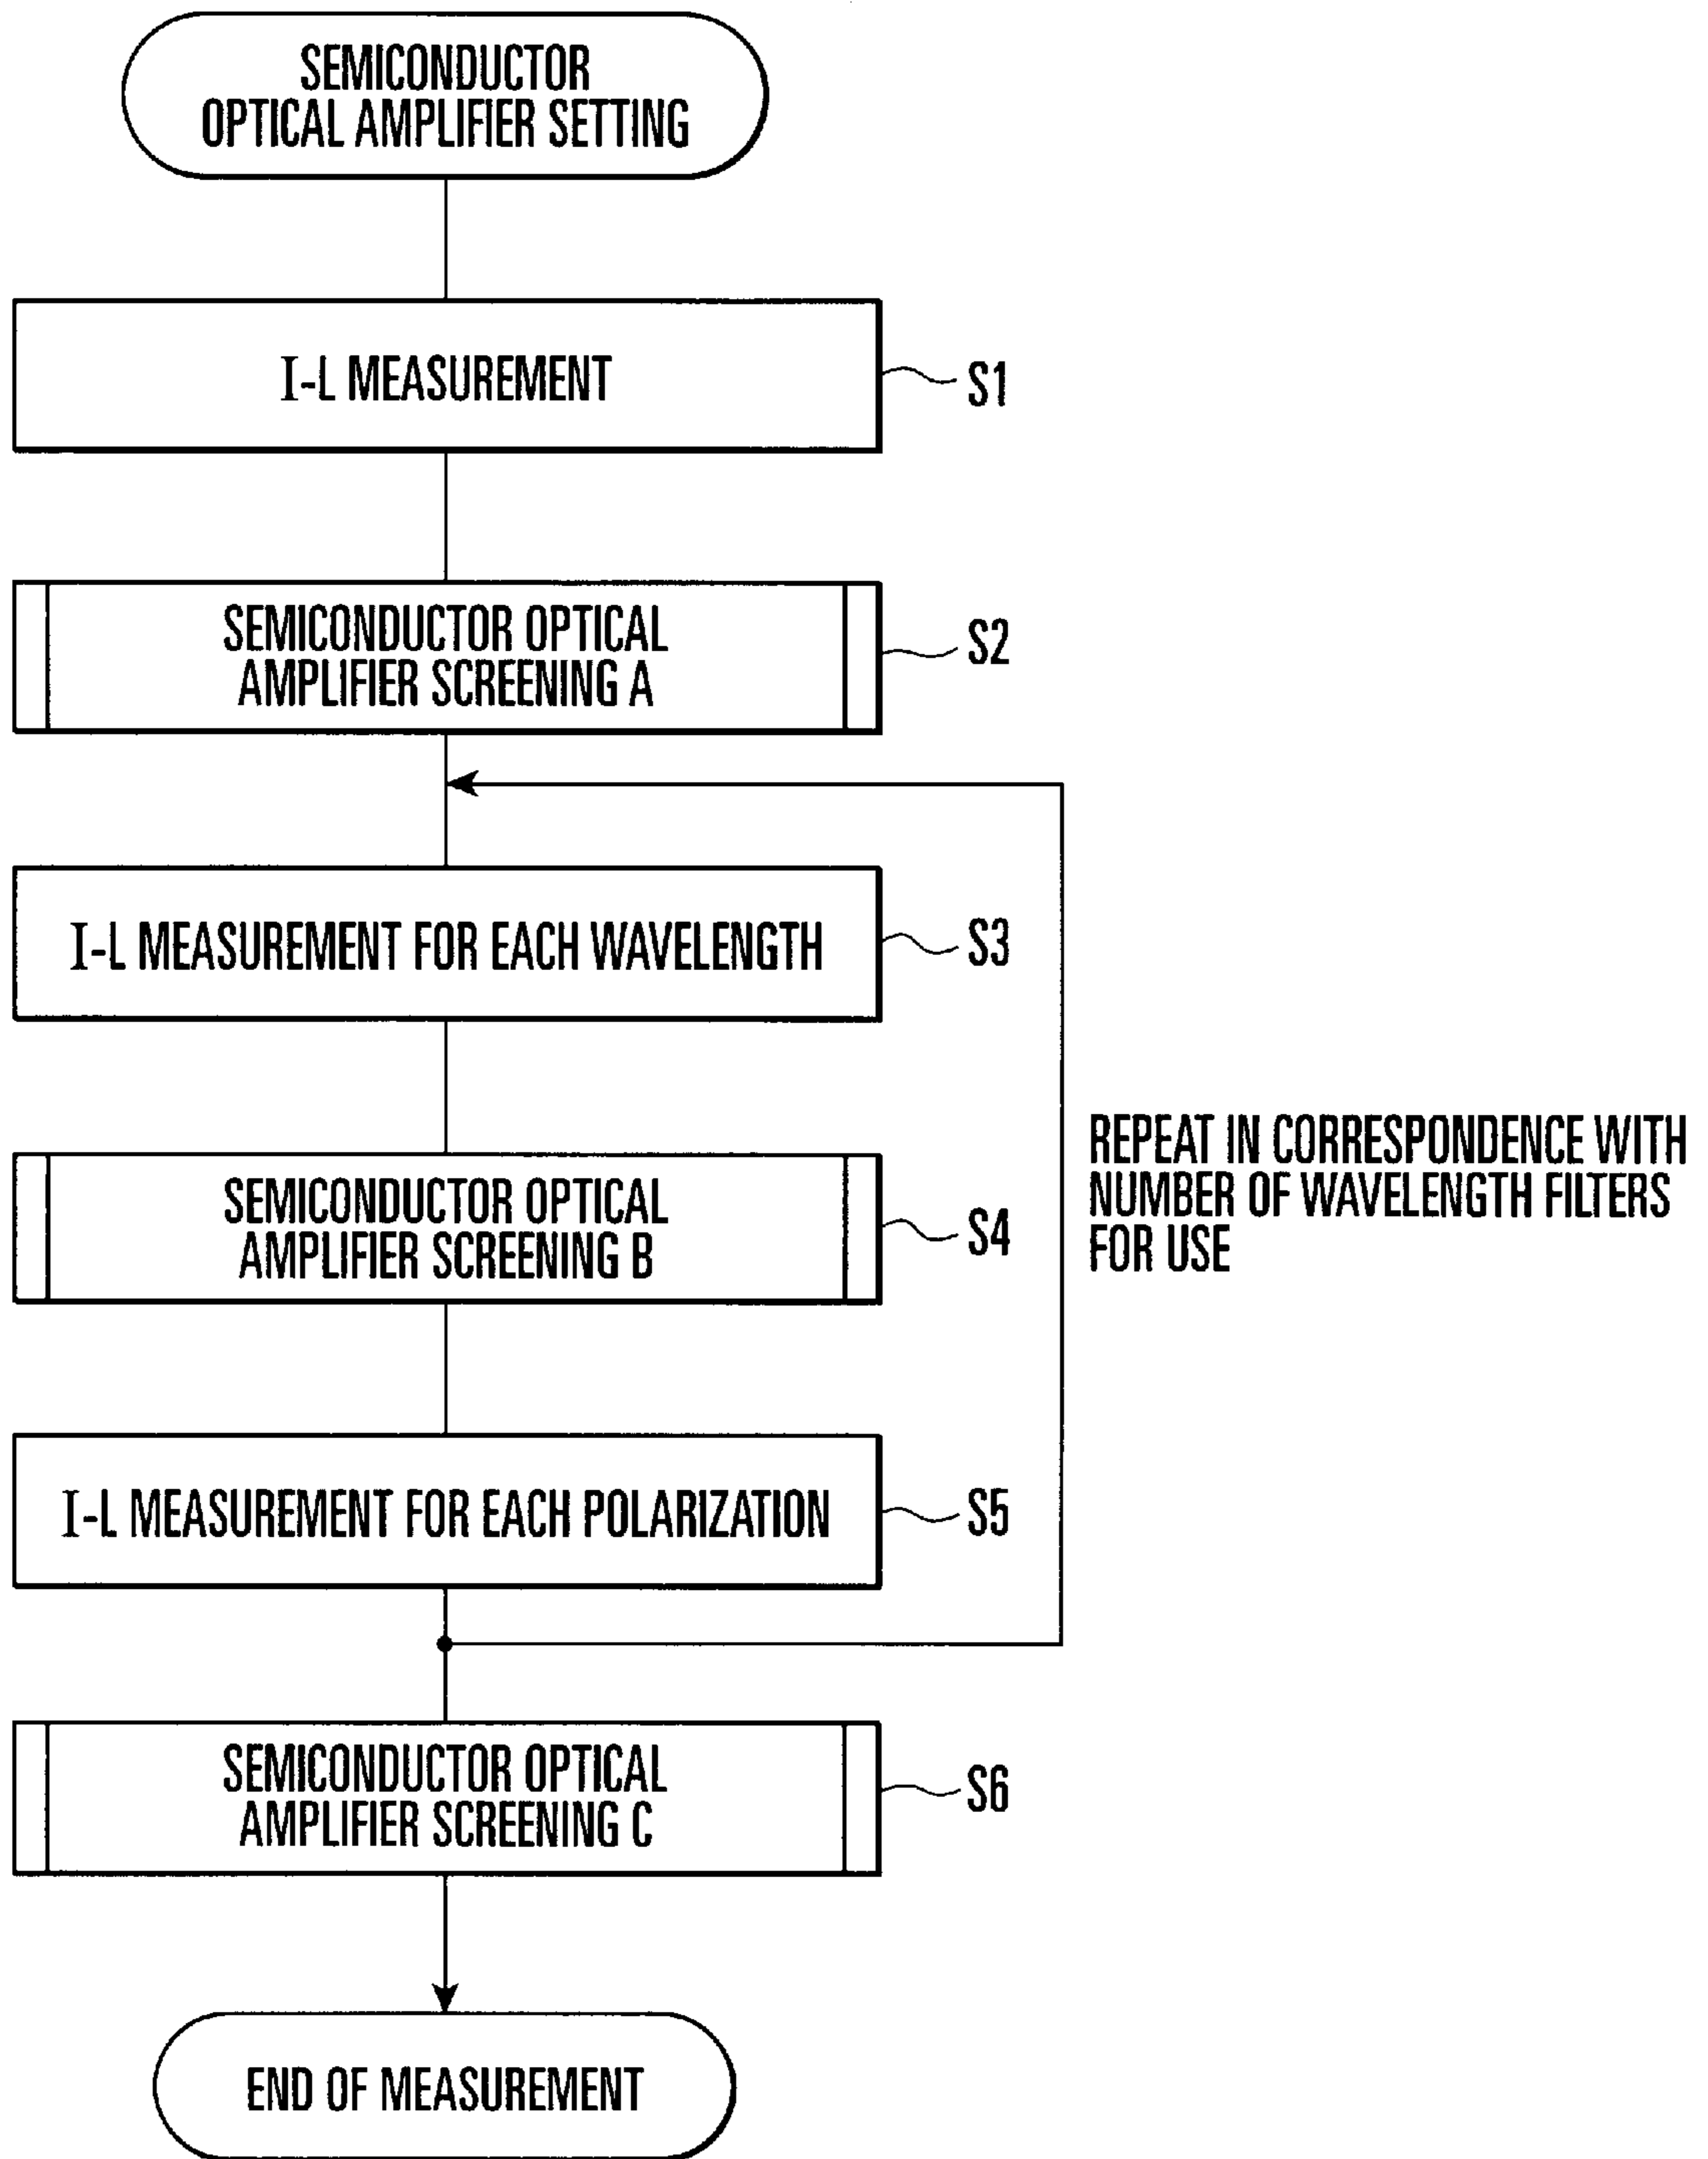 SEMICONDUCTOR
OPTICAL AMPLIFIER SETTING
I-L MEASUREMENT
S1
SEMICONDUCTOR OPTICAL
AMPLIFIER SCREENING A
S2
I-L MEASUREMENT FOR EACH WAVELENGTH
S3
REPEAT IN CORRESPONDENCE WITH
NUMBER OF WAVELENGTH FILTERS
FOR USE
SEMICONDUCTOR OPTICAL
AMPLIFIER SCREENING B
S4
I-L MEASUREMENT FOR EACH POLARIZATION
S5
SEMICONDUCTOR OPTICAL
AMPLIFIER SCREENING C
S6
END OF MEASUREMENT